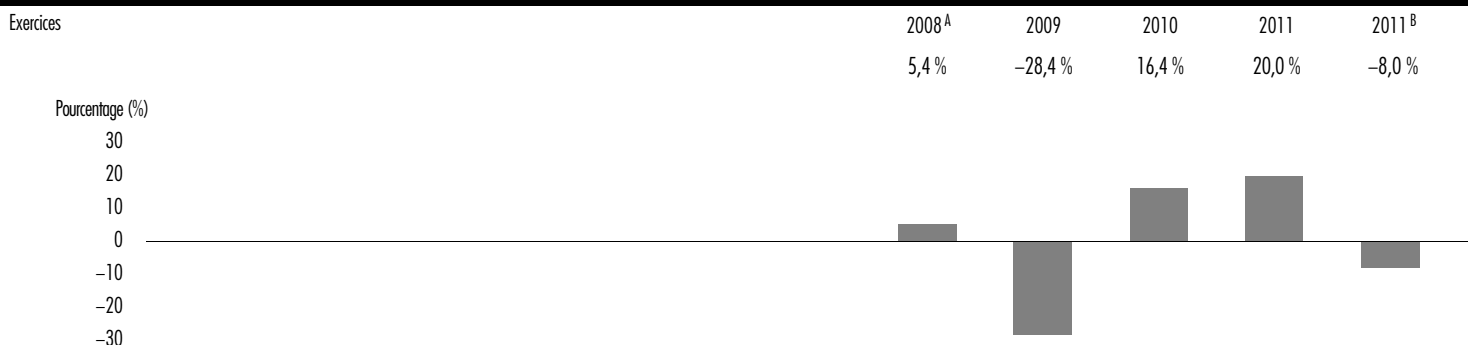 Exercices 2008 A 2009 2010 2011 2011 B
5,4 % –28,4 % 16,4 % 20,0 % –8,0 %
Pourcentage (%)
30
20
10
0
–10
–20
–30